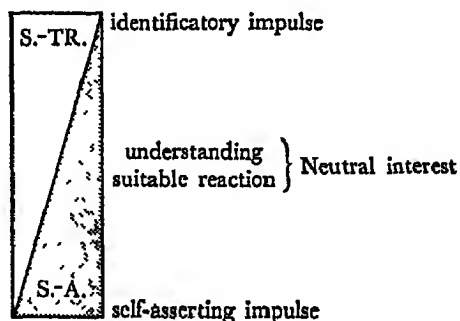 S.-TR.
identificatory impulse
understanding
suitable reaction
Neutral interest
S.-A.
self-asserting impulse